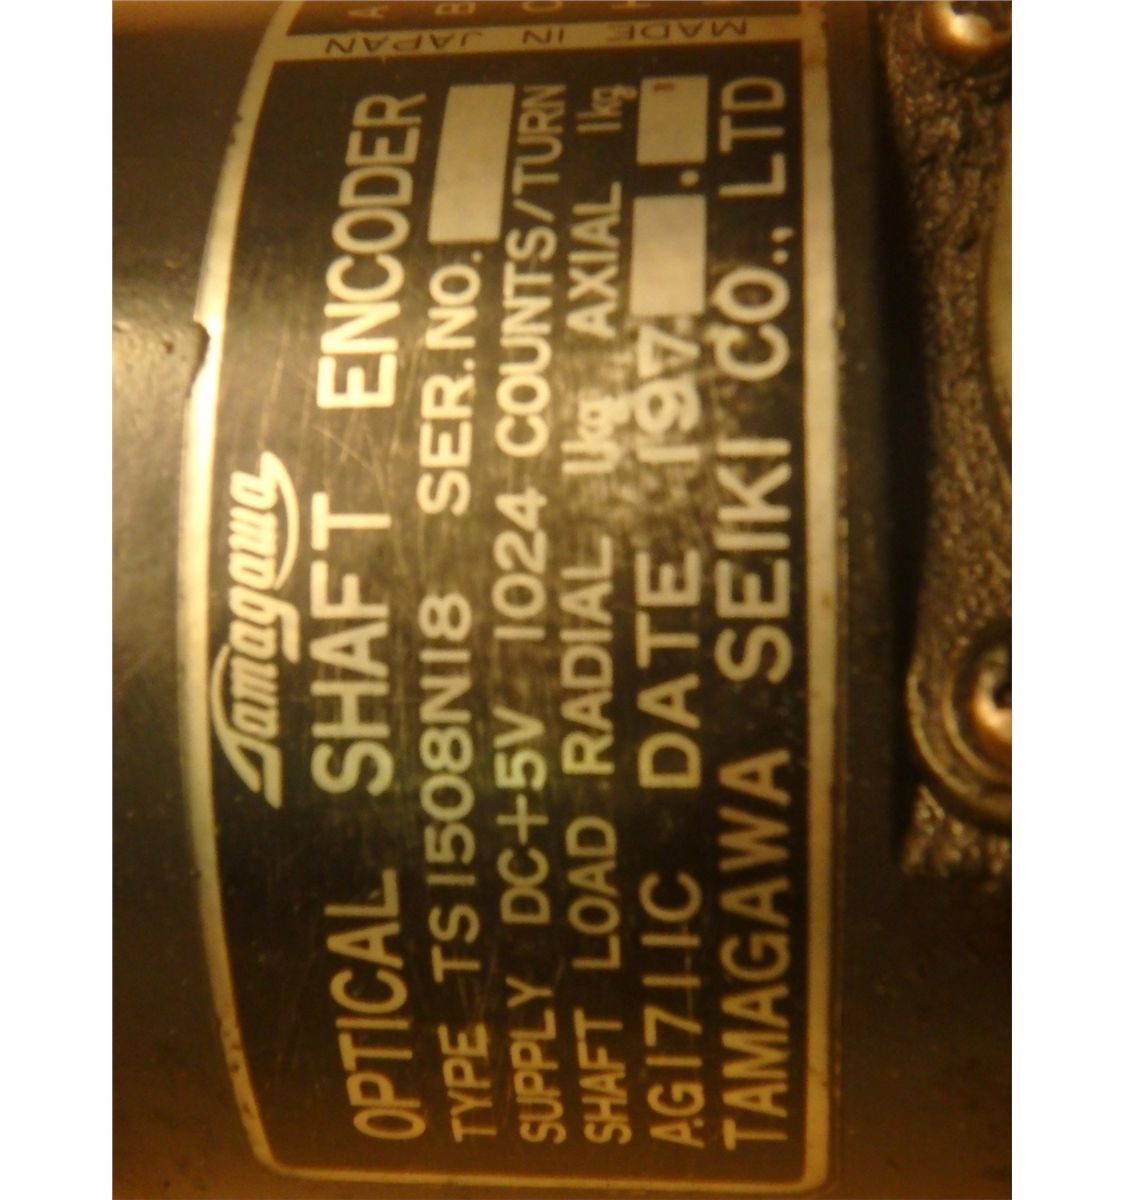 Tamagawa
OPTICAL SHAFT ENCODER
TYPE TS1508N18 SER.NO.
SUPPLY DC+5V 1024 COUNTS/TURN
SHAFT LOAD RADIAL 1kg AXIAL 1kg
AG1711C DATE 197 .
TAMAGAWA SEIKI CO., LTD
MADE IN JAPAN
A
B
C